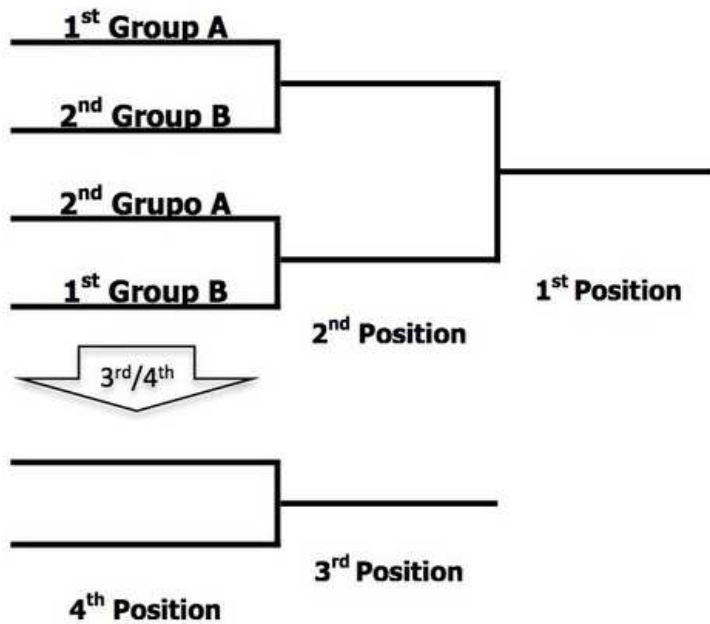 1st Group A
2nd Group B
2nd Grupo A
1st Group B
1st Position
2nd Position
3rd/4th
3rd Position
4th Position